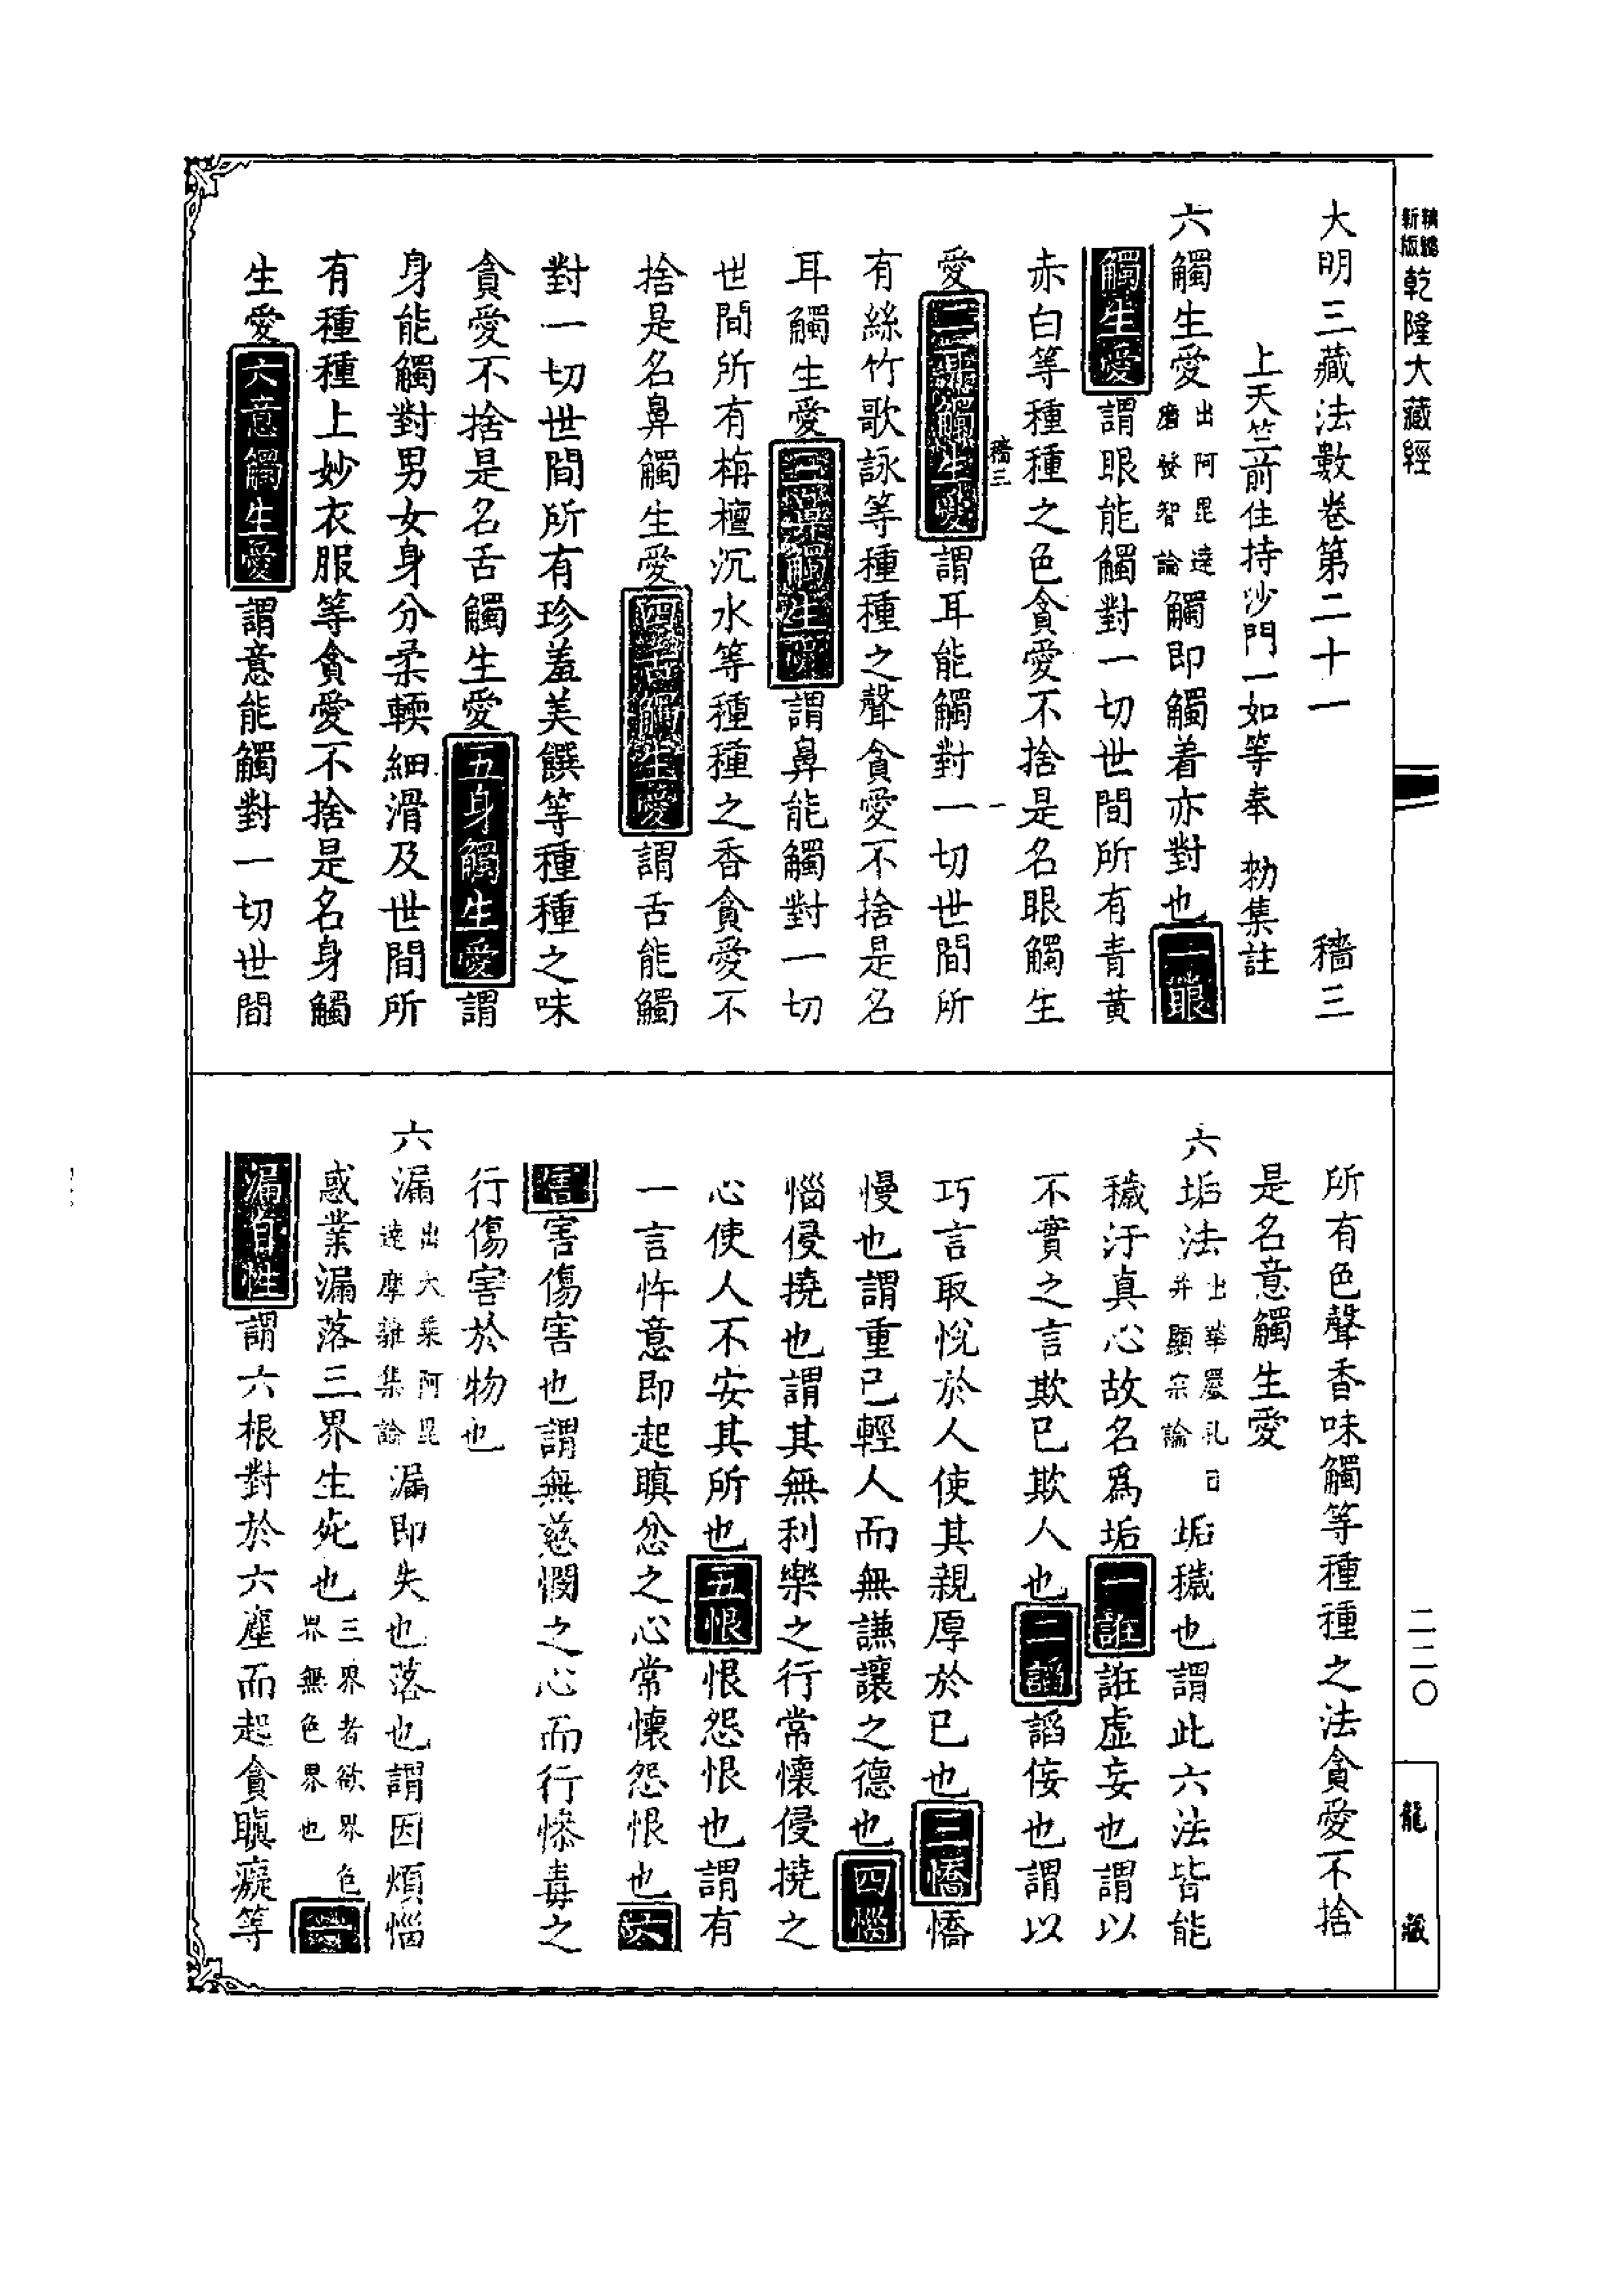 精縮
新版
乾隆大藏經
大明三藏法數卷第二十一 穡三
上天竺前住持沙門一如等奉 勑集註
六觸生愛出阿毘達磨發智論觸即觸着亦對也一眼
觸生愛謂眼能觸對一切世間所有青黃
赤白等種種之色貪愛不捨是名眼觸生
穡三 一
愛二耳觸生愛謂耳能觸對一切世間所
有絲竹歌詠等種種之聲貪愛不捨是名
耳觸生愛三鼻觸生愛謂鼻能觸對一切
世間所有栴檀沉水等種種之香貪愛不
捨是名鼻觸生愛四舌觸生愛謂舌能觸
對一切世間所有珍羞美饌等種種之味
貪愛不捨是名舌觸生愛五身觸生愛謂
身能觸對男女身分柔輭細滑及世間所
有種種上妙衣服等貪愛不捨是名身觸
生愛六意觸生愛謂意能觸對一切世間
所有色聲香味觸等種種之法貪愛不捨
是名意觸生愛
六垢法出華嚴孔目并顯宗論垢穢也謂此六法皆能
穢汙真心故名爲垢一誑誑虛妄也謂以
不實之言欺己欺人也二諂諂佞也謂以
巧言取悅於人使其親厚於己也三憍憍
慢也謂重己輕人而無謙讓之德也四惱
惱侵撓也謂其無利樂之行常懷侵撓之
心使人不安其所也五恨恨怨恨也謂有
一言忤意即起瞋忿之心常懷怨恨也六
害害傷害也謂無慈憫之心而行慘毒之
行傷害於物也
六漏出大乘阿毘達摩雜集論漏即失也落也謂因煩惱
惑業漏落三界生死也三界者欲界色界無色界也一
漏自性謂六根對於六塵而起貪瞋癡等
二二〇
龍藏